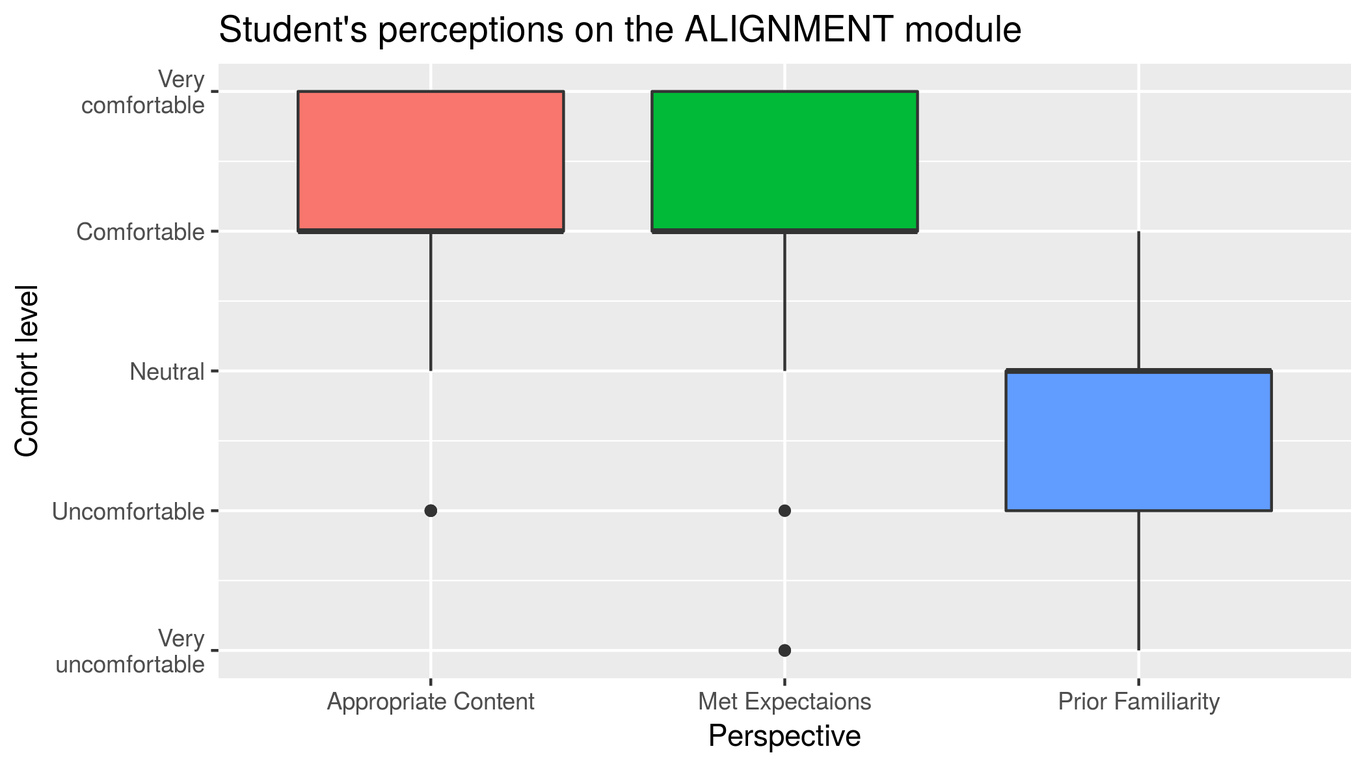 Student's perceptions on the ALIGNMENT module
Very
comfortable
Comfortable
Neutral
Uncomfortable
Very
uncomfortable
Comfort level
Appropriate Content
Met Expectaions
Prior Familiarity
Perspective